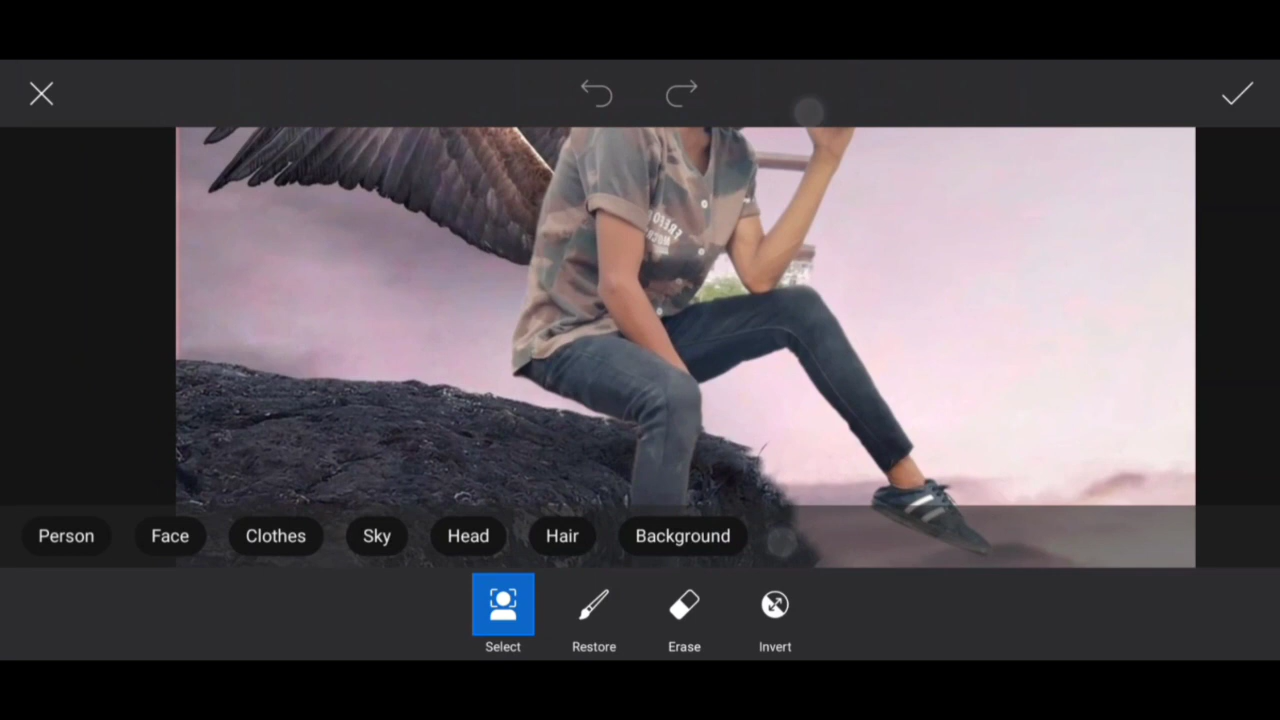 Person
Face
Clothes
Sky
Head
Hair
Background
Select
Restore
Erase
Invert